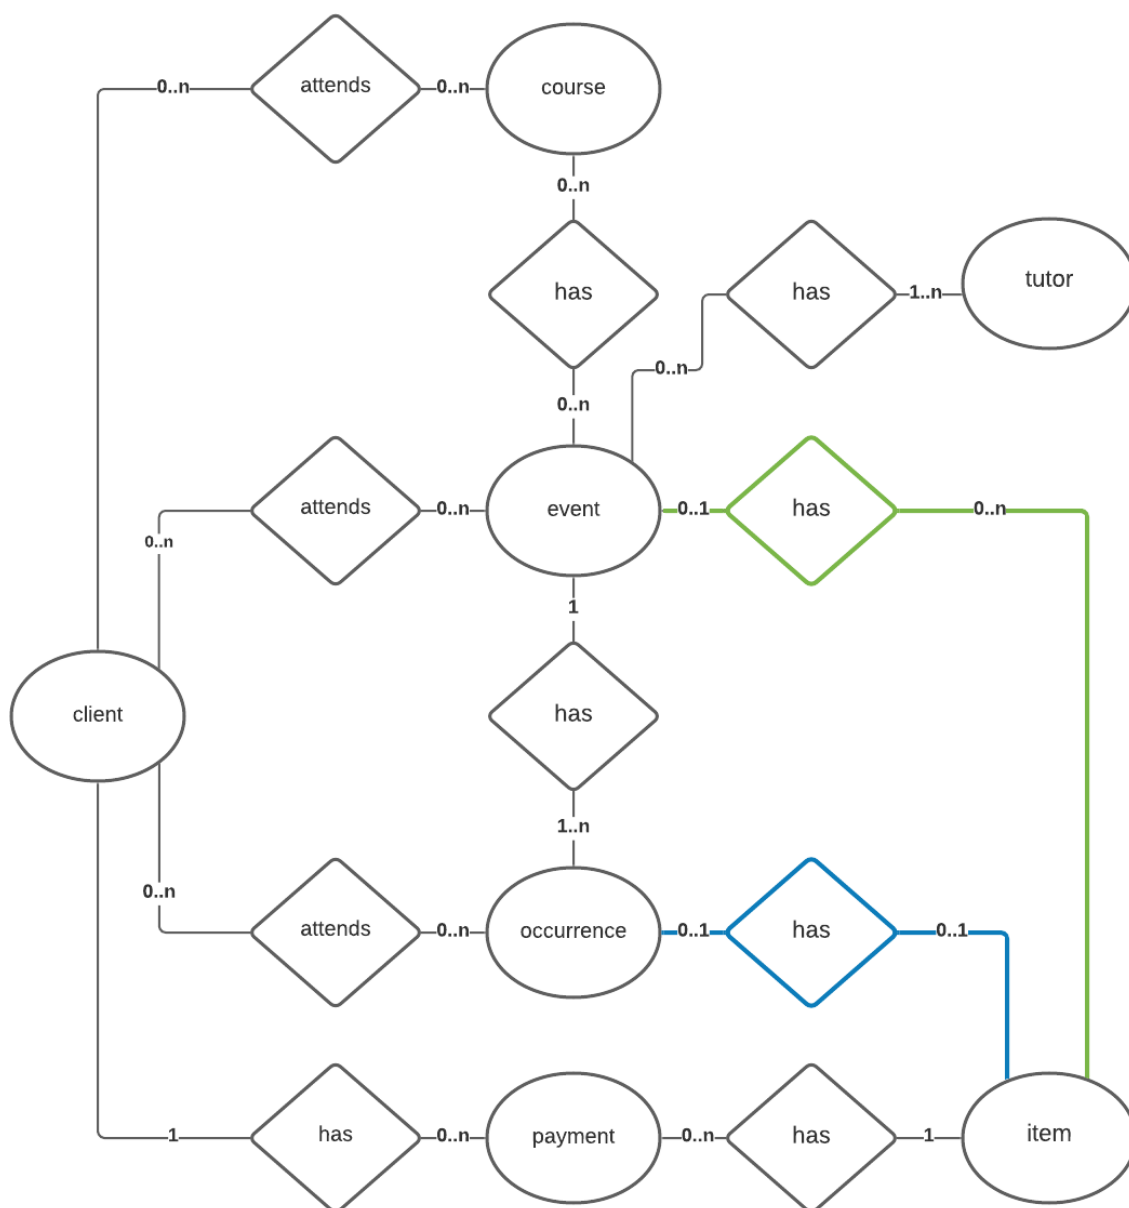 0..n
attends
0..n
course
0..n
has
has
1..n
tutor
0..n
0..n
attends
0..n
event
0..1
has
0..n
0..n
1
client
has
1..n
0..n
attends
0..n
occurrence
0..1
has
0..1
1
has
0..n
payment
0..n
has
1
item